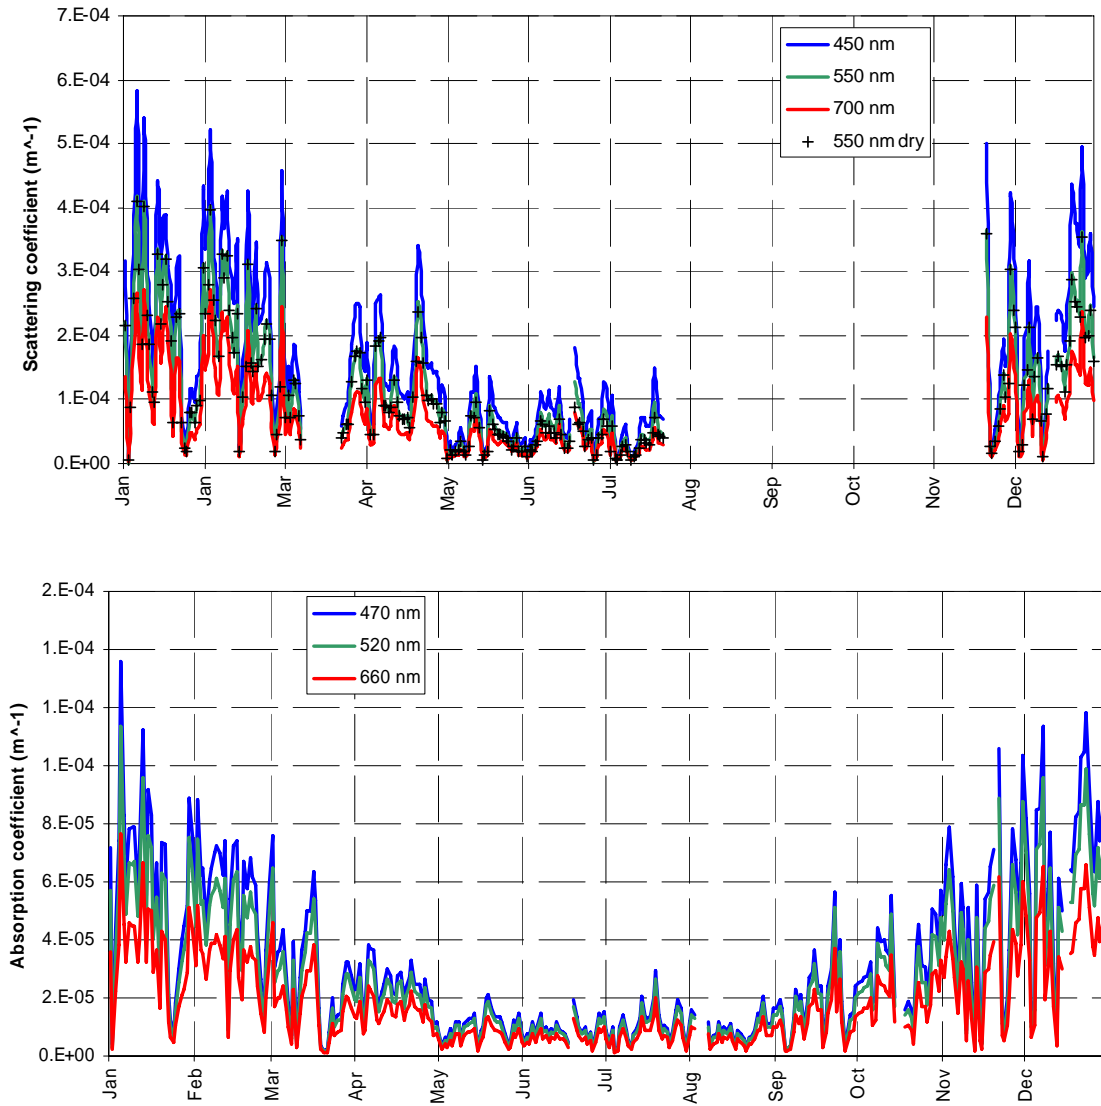 7.E-04
6.E-04
5.E-04
4.E-04
3.E-04
2.E-04
1.E-04
0.E+00
Scattering coefficient (m^-1)
450 nm
550 nm
700 nm
550 nm dry
Jan
Jan
Mar
Apr
May
Jun
Jul
Aug
Sep
Oct
Nov
Dec
2.E-04
1.E-04
1.E-04
1.E-04
8.E-05
6.E-05
4.E-05
2.E-05
0.E+00
Absorption coefficient (m^-1)
470 nm
520 nm
660 nm
Jan
Feb
Mar
Apr
May
Jun
Jul
Aug
Sep
Oct
Nov
Dec